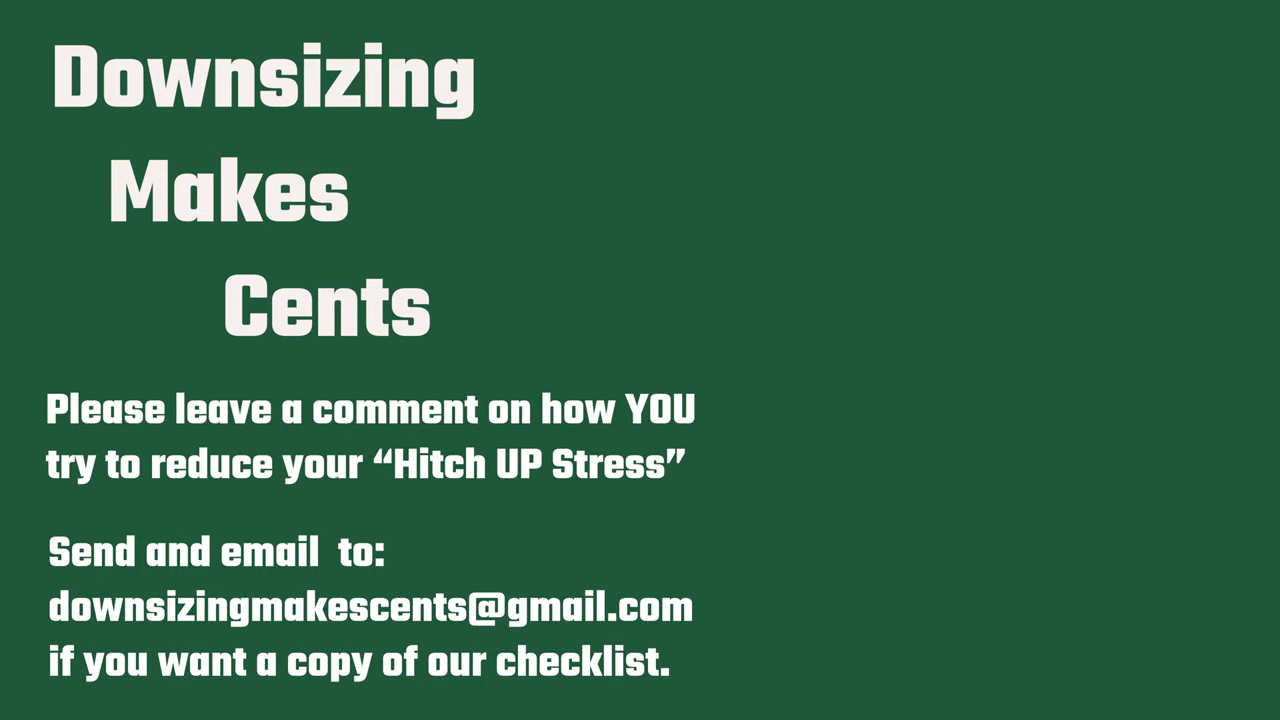 Downsizing
Makes
Cents
Please leave a comment on how YOU
try to reduce your “Hitch UP Stress”
Send and email  to:
downsizingmakescents@gmail.com
if you want a copy of our checklist.